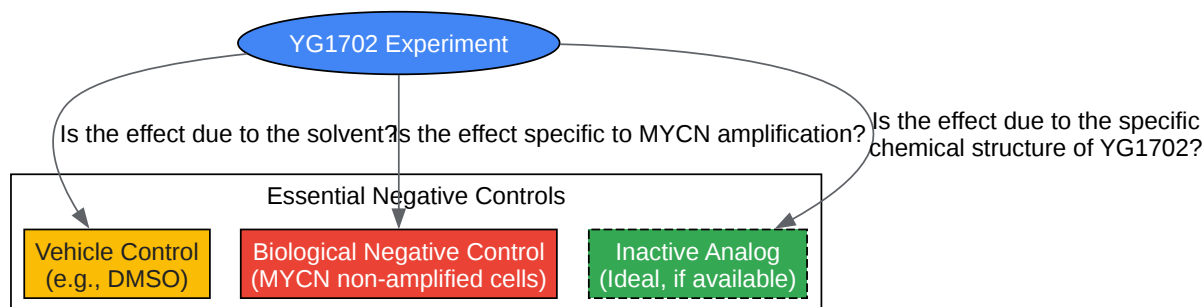 YG1702 Experiment
Is the effect due to the solvent?
Is the effect specific to MYCN amplification?
Is the effect due to the specific
chemical structure of YG1702?
Essential Negative Controls
Vehicle Control
(e.g., DMSO)
Biological Negative Control
(MYCN non-amplified cells)
Inactive Analog
(Ideal, if available)